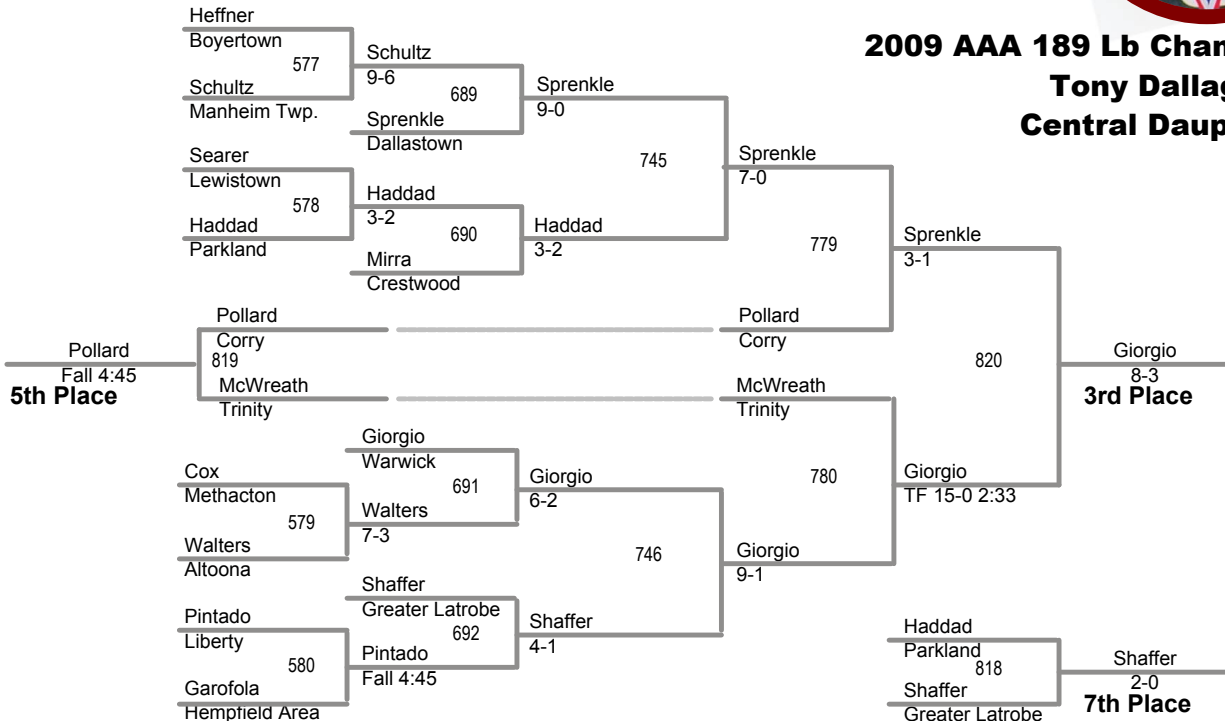 2009 AAA 189 Lb Cham
Tony Dallag
Central Daup
Heffner
Boyertown
577
Schultz
Manheim Twp.
Schultz
9-6
689
Sprenkle
Dallastown
Sprenkle
9-0
Searer
Lewistown
578
Haddad
Parkland
Haddad
3-2
690
Mirra
Crestwood
Haddad
3-2
745
Sprenkle
7-0
779
Sprenkle
3-1
Pollard
Corry
819
McWreath
Trinity
Pollard
Fall 4:45
5th Place
Pollard
Corry
McWreath
Trinity
820
Giorgio
8-3
3rd Place
Giorgio
Warwick
691
Cox
Methacton
579
Walters
Altoona
Walters
7-3
Giorgio
6-2
780
Giorgio
TF 15-0 2:33
746
Giorgio
9-1
Shaffer
Greater Latrobe
692
Pintado
Liberty
580
Garofola
Hempfield Area
Pintado
Fall 4:45
Shaffer
4-1
Haddad
Parkland
818
Shaffer
Greater Latrobe
Shaffer
2-0
7th Place